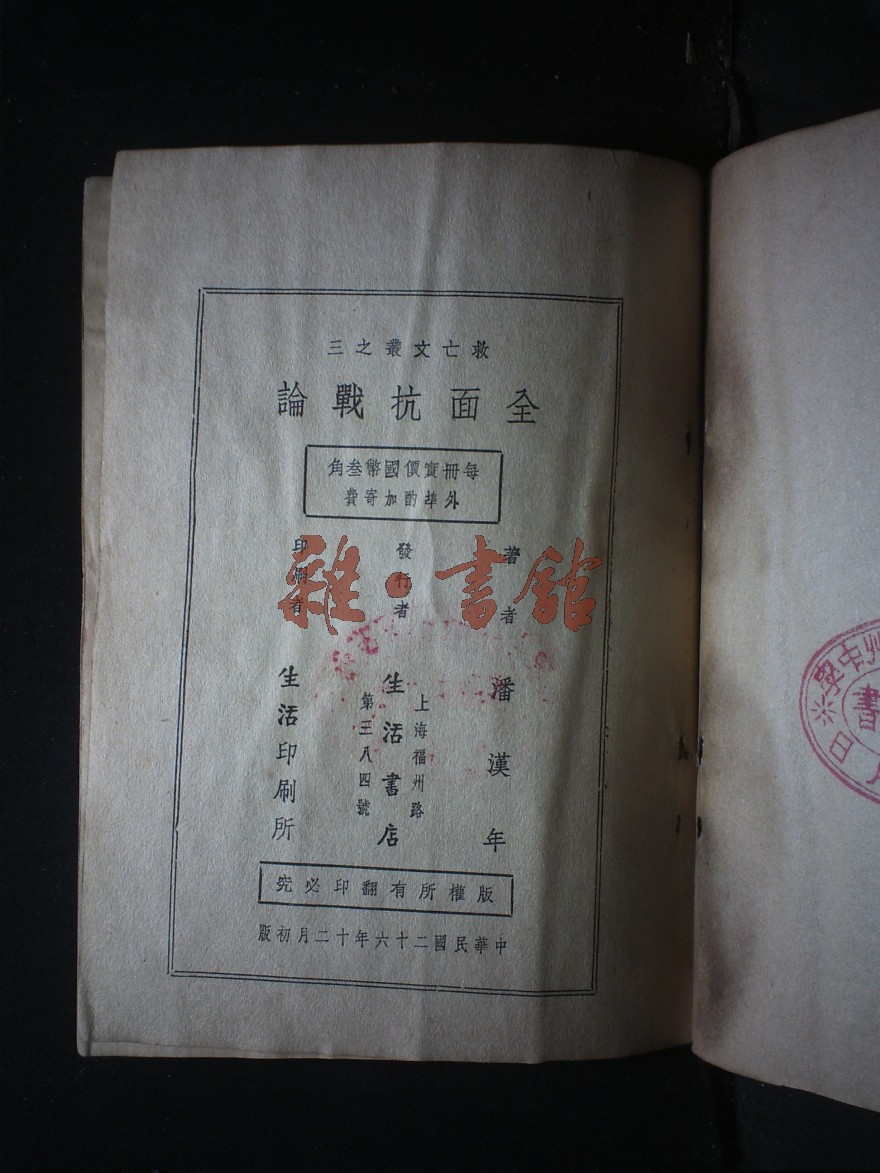 救亡文叢之三
全面抗戰論
每冊實價國幣叁角
外埠酌加寄費
著者 潘漢年
發行者 生活書店
上海福州路
第三八四號
印刷者 生活印刷所
版權所有翻印必究
中華民國二十六年十二月初版
雜·書館
州中學
書
日